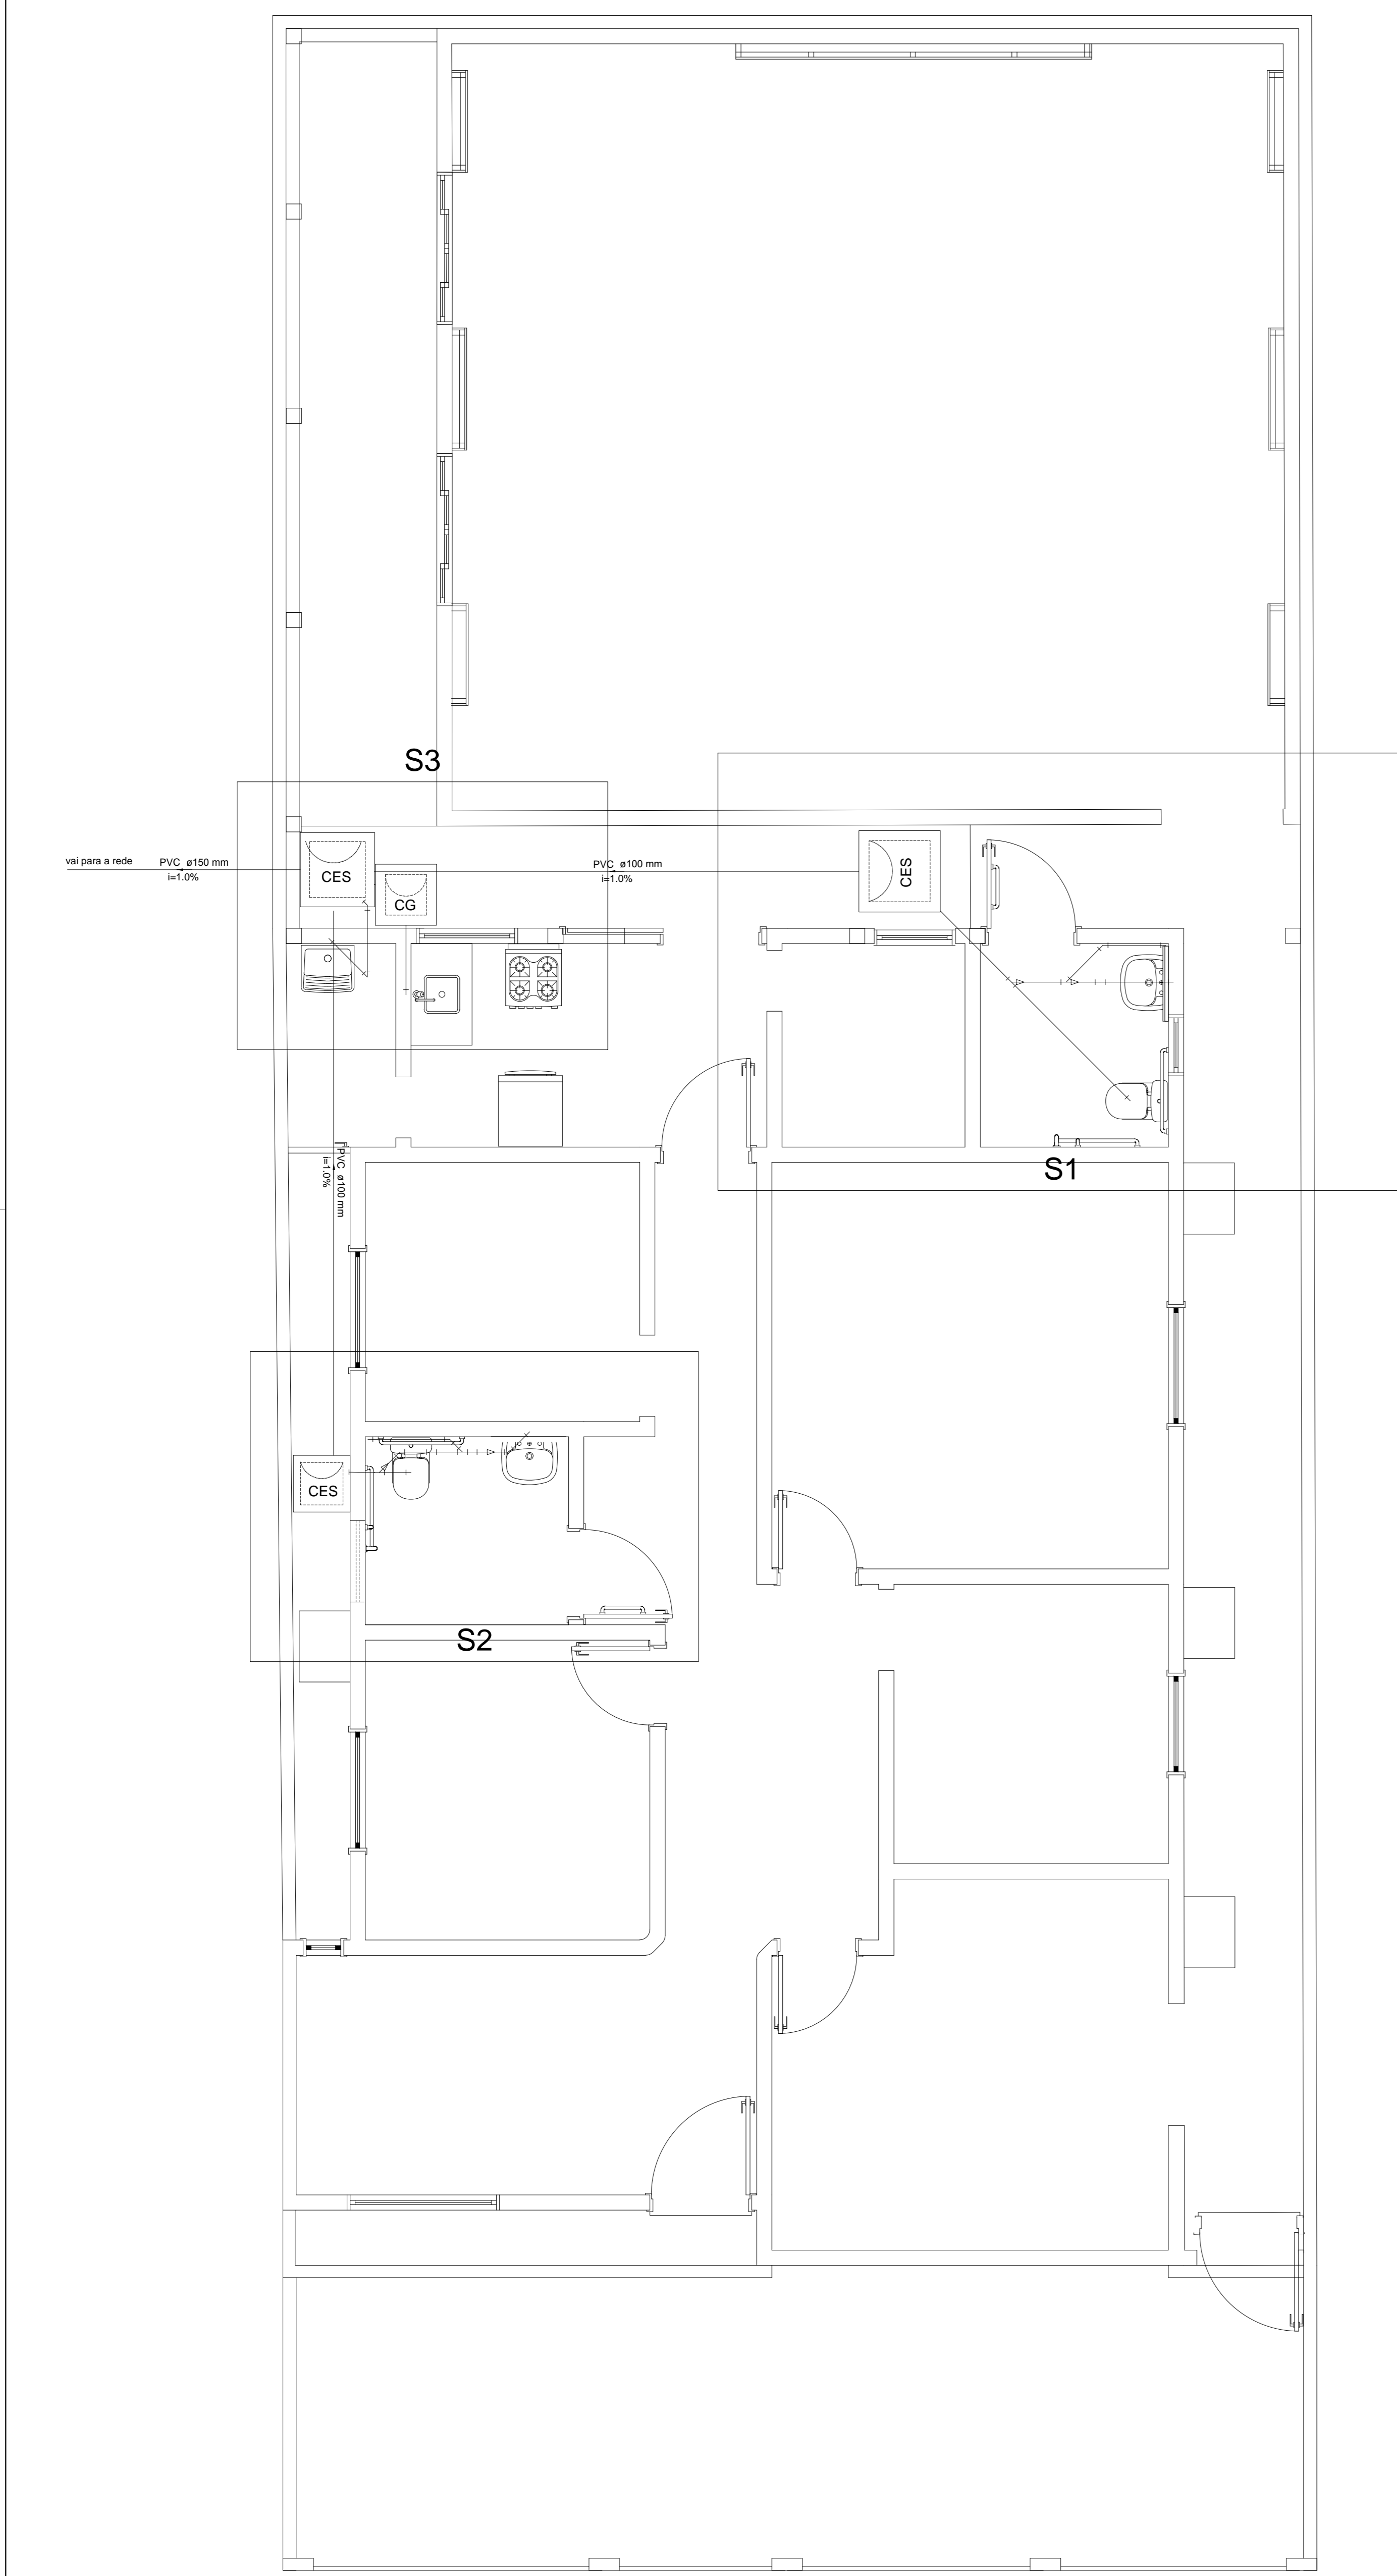 S3
vai para a rede
PVC ø150 mm
i=1.0%
CES
CG
PVC ø100 mm
i=1.0%
CES
S1
PVC ø100 mm
i=1.0%
CES
S2